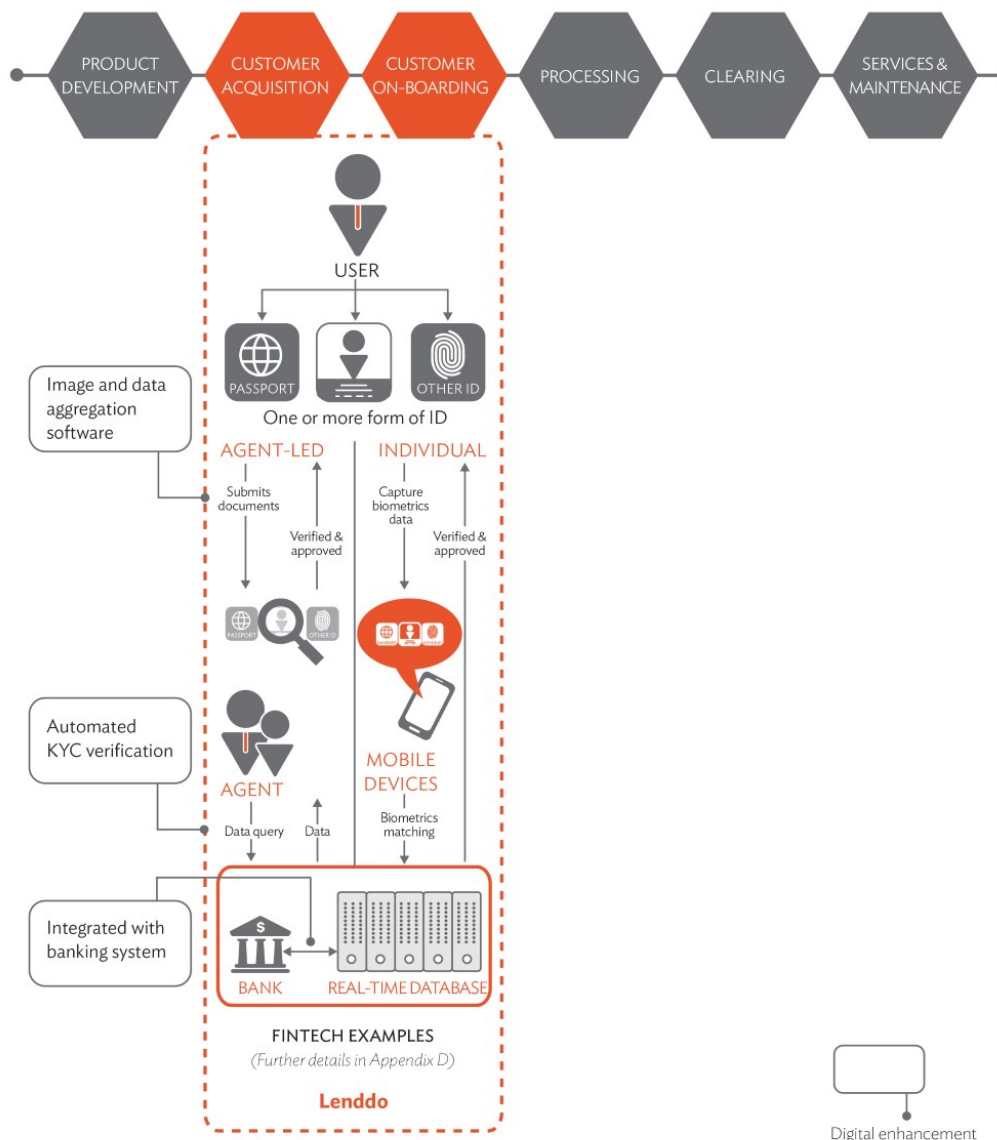 PRODUCT
DEVELOPMENT
CUSTOMER
ACQUISITION
CUSTOMER
ON-BOARDING
PROCESSING
CLEARING
SERVICES &
MAINTENANCE
USER
PASSPORT
OTHER ID
One or more form of ID
Image and data
aggregation
software
AGENT-LED
INDIVIDUAL
Submits
documents
Verified &
approved
Capture
biometrics
data
Verified &
approved
PASSPORT
OTHER ID
PASSPORT
OTHER ID
Automated
KYC verification
AGENT
MOBILE
DEVICES
Data query
Data
Biometrics
matching
Integrated with
banking system
$
BANK
REAL-TIME DATABASE
FINTECH EXAMPLES
(Further details in Appendix D)
Lenddo
Digital enhancement